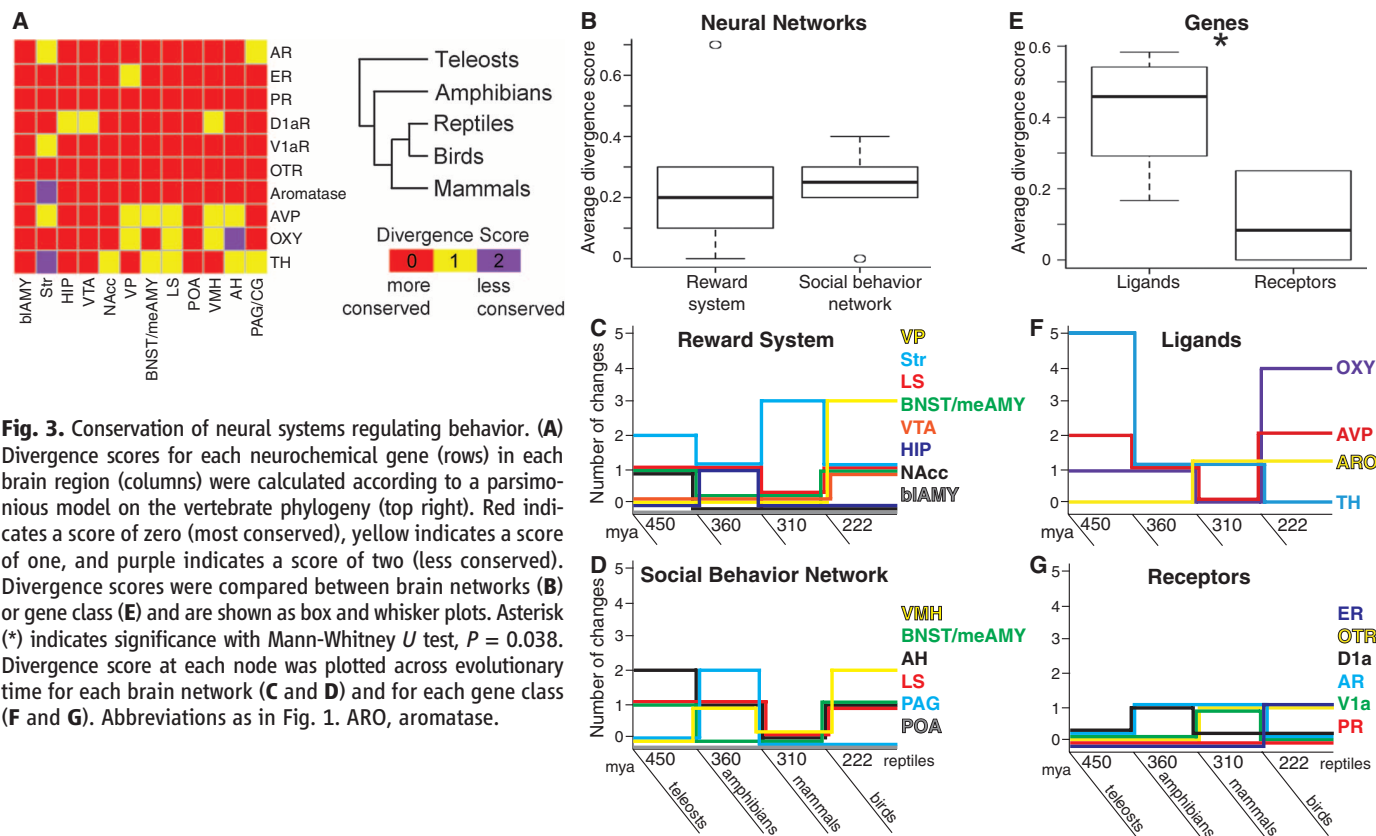 A
AR
ER
PR
D1aR
V1aR
OTR
Aromatase
AVP
OXY
TH
blAMY
Str
HIP
VTA
NAcc
VP
BNST/meAMY
LS
POA
VMH
AH
PAG/CG
Teleosts
Amphibians
Reptiles
Birds
Mammals
Divergence Score
0 1 2
more conserved
less conserved
Fig. 3. Conservation of neural systems regulating behavior. (A)
Divergence scores for each neurochemical gene (rows) in each
brain region (columns) were calculated according to a parsimo-
nious model on the vertebrate phylogeny (top right). Red indi-
cates a score of zero (most conserved), yellow indicates a score
of one, and purple indicates a score of two (less conserved).
Divergence scores were compared between brain networks (B)
or gene class (E) and are shown as box and whisker plots. Asterisk
(*) indicates significance with Mann-Whitney U test, P = 0.038.
Divergence score at each node was plotted across evolutionary
time for each brain network (C and D) and for each gene class
(F and G). Abbreviations as in Fig. 1. ARO, aromatase.
B
Neural Networks
Average divergence score
0.6
0.4
0.2
0
Reward
system
Social behavior
network
E
Genes
*
Average divergence score
0.6
0.4
0.2
0
Ligands
Receptors
C
Reward System
Number of changes
5
4
3
2
1
0
VP
Str
LS
BNST/meAMY
VTA
HIP
NAcc
blAMY
mya 450 360 310 222
F
Ligands
5
4
3
2
1
0
OXY
AVP
ARO
TH
mya 450 360 310 222
D
Social Behavior Network
Number of changes
5
4
3
2
1
0
VMH
BNST/meAMY
AH
LS
PAG
POA
mya 450 360 310 222 reptiles
teleosts
amphibians
mammals
birds
G
Receptors
5
4
3
2
1
0
ER
OTR
D1a
AR
V1a
PR
mya 450 360 310 222 reptiles
teleosts
amphibians
mammals
birds